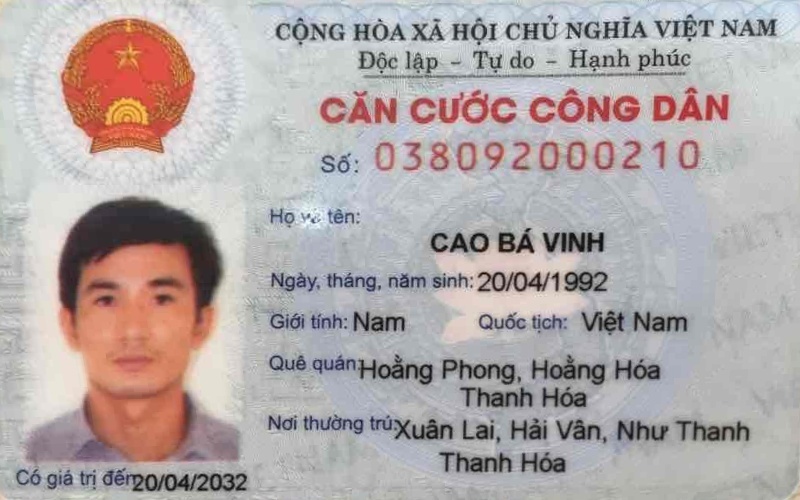 CỘNG HÒA XÃ HỘI CHỦ NGHĨA VIỆT NAM
Độc lập - Tự do - Hạnh phúc
CĂN CƯỚC CÔNG DÂN
Số: 038092000210
Họ và tên:
CAO BÁ VINH
Ngày, tháng, năm sinh: 20/04/1992
Giới tính: Nam Quốc tịch: Việt Nam
Quê quán: Hoằng Phong, Hoằng Hóa
Thanh Hóa
Nơi thường trú: Xuân Lai, Hải Vân, Như Thanh
Thanh Hóa
Có giá trị đến 20/04/2032